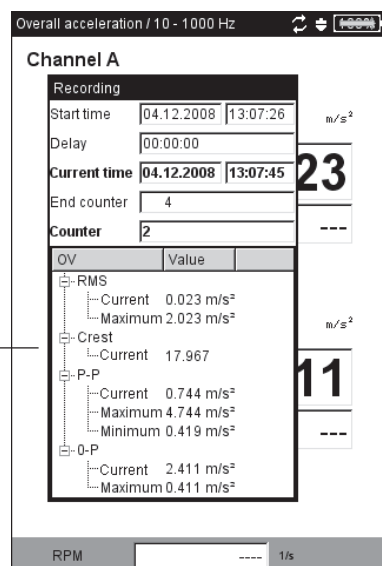 Overall acceleration / 10 - 1000 Hz
Channel A
Recording
Start time 04.12.2008 13:07:26
m/s²
Delay 00:00:00
Current time 04.12.2008 13:07:45
23
End counter 4
---
Counter 2
OV Value
RMS
Current 0.023 m/s²
Maximum 2.023 m/s²
m/s²
Crest
Current 17.967
P-P
11
Current 0.744 m/s²
Maximum 4.744 m/s²
Minimum 0.419 m/s²
---
0-P
Current 2.411 m/s²
Maximum 0.411 m/s²
RPM ---- 1/s